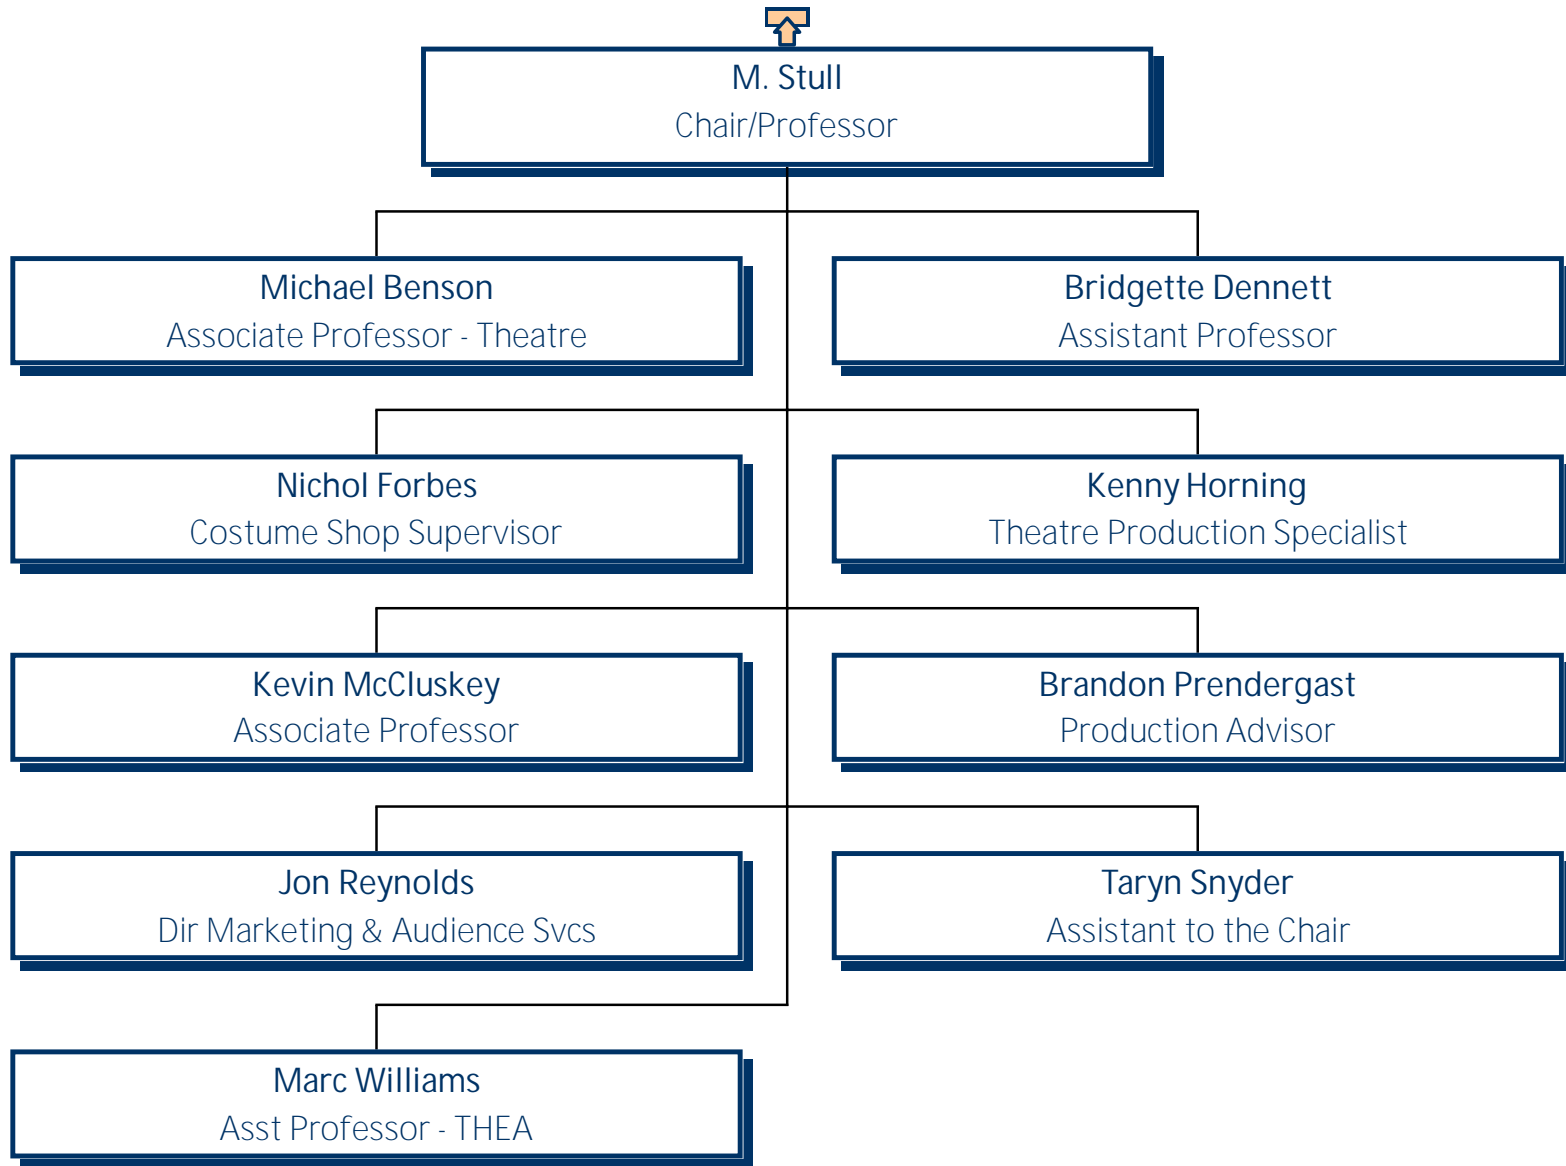 M. Stull
Chair/Professor
Michael Benson
Associate Professor - Theatre
Bridgette Dennett
Assistant Professor
Nichol Forbes
Costume Shop Supervisor
Kenny Horning
Theatre Production Specialist
Kevin McCluskey
Associate Professor
Brandon Prendergast
Production Advisor
Jon Reynolds
Dir Marketing & Audience Svcs
Taryn Snyder
Assistant to the Chair
Marc Williams
Asst Professor - THEA